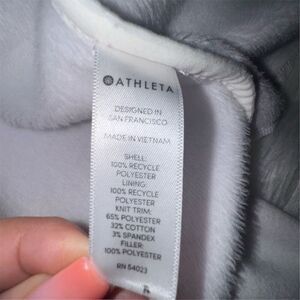 ATHLETA
DESIGNED IN
SAN FRANCISCO
MADE IN VIETNAM
SHELL:
100% RECYCLE
POLYESTER
LINING:
100% RECYCLE
POLYESTER
KNIT TRIM:
65% POLYESTER
32% COTTON
3% SPANDEX
FILLER:
100% POLYESTER
RN 54023